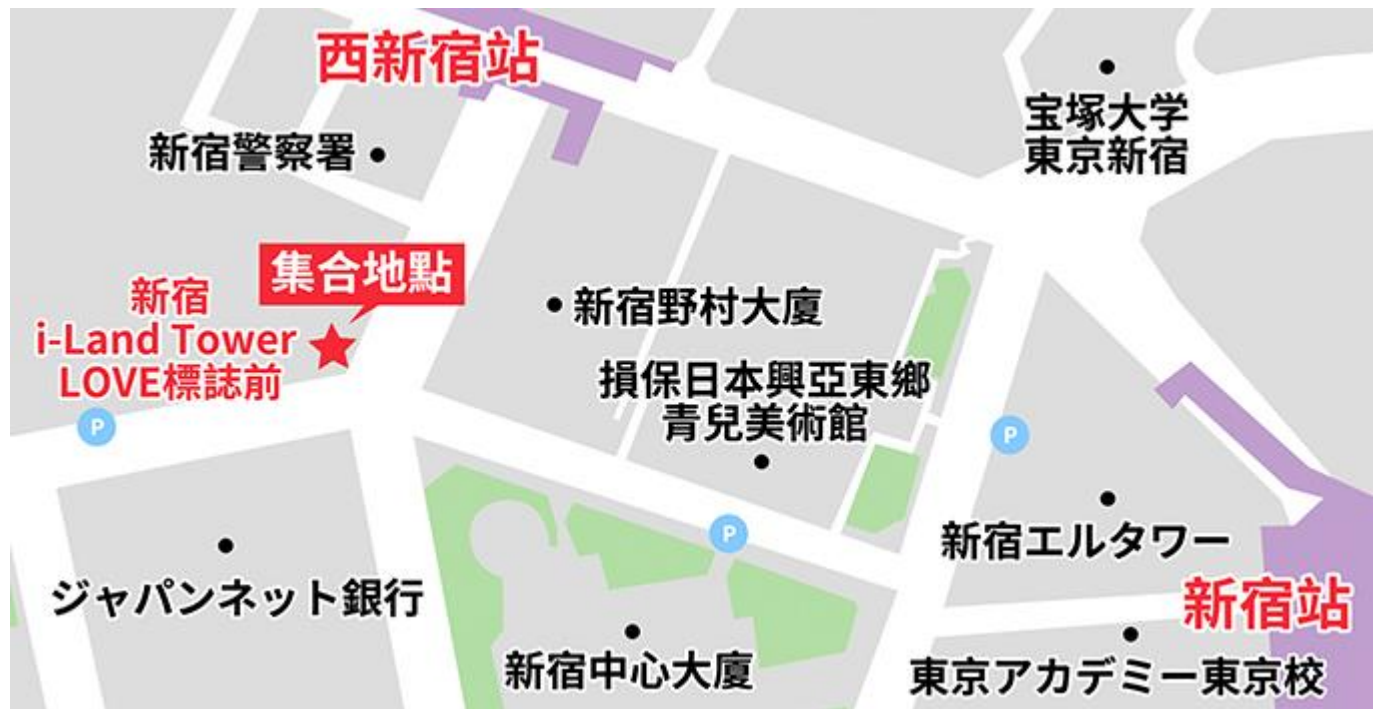 西新宿站
宝塚大学
東京新宿
新宿警察署
集合地點
新宿
i-Land Tower
LOVE標誌前
新宿野村大廈
損保日本興亞東鄉
青兒美術館
P
P
P
新宿エルタワー
ジャパンネット銀行
新宿站
新宿中心大廈
東京アカデミー東京校